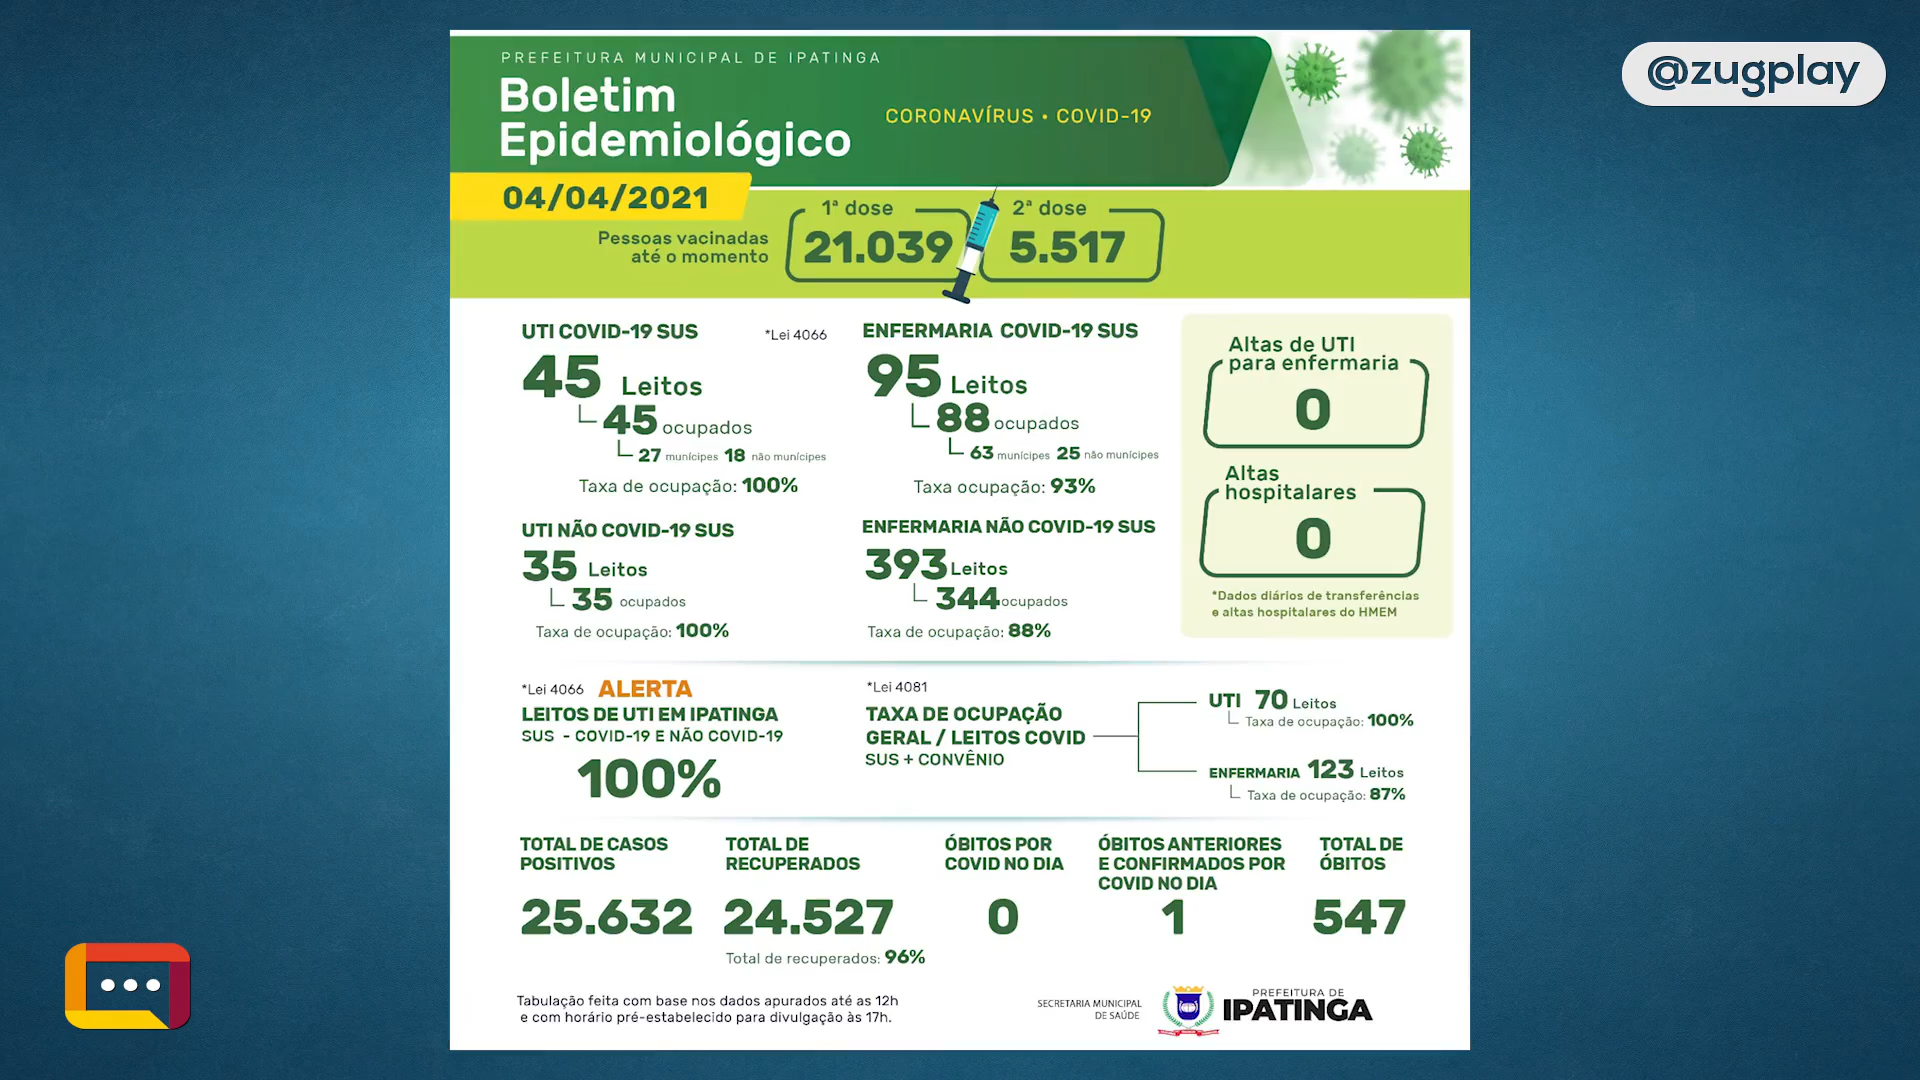 @zugplay
PREFEITURA MUNICIPAL DE IPATINGA
Boletim
Epidemiológico
CORONAVÍRUS • COVID-19
04/04/2021
Pessoas vacinadas
até o momento
1ª dose
21.039
2ª dose
5.517
UTI COVID-19 SUS
*Lei 4066
45 Leitos
45 ocupados
27 munícipes 18 não munícipes
Taxa de ocupação: 100%
ENFERMARIA COVID-19 SUS
95 Leitos
88 ocupados
63 munícipes 25 não munícipes
Taxa ocupação: 93%
Altas de UTI
para enfermaria
0
Altas
hospitalares
0
*Dados diários de transferências
e altas hospitalares do HMEM
UTI NÃO COVID-19 SUS
35 Leitos
35 ocupados
Taxa de ocupação: 100%
ENFERMARIA NÃO COVID-19 SUS
393 Leitos
344 ocupados
Taxa de ocupação: 88%
*Lei 4066 ALERTA
LEITOS DE UTI EM IPATINGA
SUS - COVID-19 E NÃO COVID-19
100%
*Lei 4081
TAXA DE OCUPAÇÃO
GERAL / LEITOS COVID
SUS + CONVÊNIO
UTI 70 Leitos
Taxa de ocupação: 100%
ENFERMARIA 123 Leitos
Taxa de ocupação: 87%
TOTAL DE CASOS
POSITIVOS
25.632
TOTAL DE
RECUPERADOS
24.527
Total de recuperados: 96%
ÓBITOS POR
COVID NO DIA
0
ÓBITOS ANTERIORES
E CONFIRMADOS POR
COVID NO DIA
1
TOTAL DE
ÓBITOS
547
Tabulação feita com base nos dados apurados até as 12h
e com horário pré-estabelecido para divulgação às 17h.
SECRETARIA MUNICIPAL
DE SAÚDE
PREFEITURA DE
IPATINGA